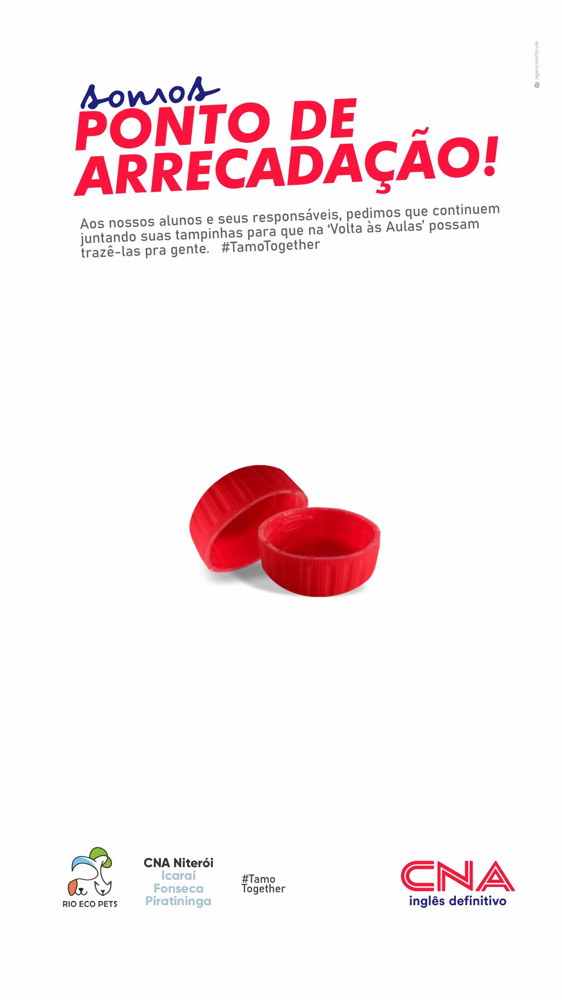 somos
PONTO DE
ARRECADAÇÃO!
Aos nossos alunos e seus responsáveis, pedimos que continuem
juntando suas tampinhas para que na ‘Volta às Aulas’ possam
trazê-las pra gente. #TamoTogether
agenciaarticule
RIO ECO PETS
CNA Niterói
Icaraí
Fonseca
Piratininga
#Tamo
Together
CNA
inglês definitivo